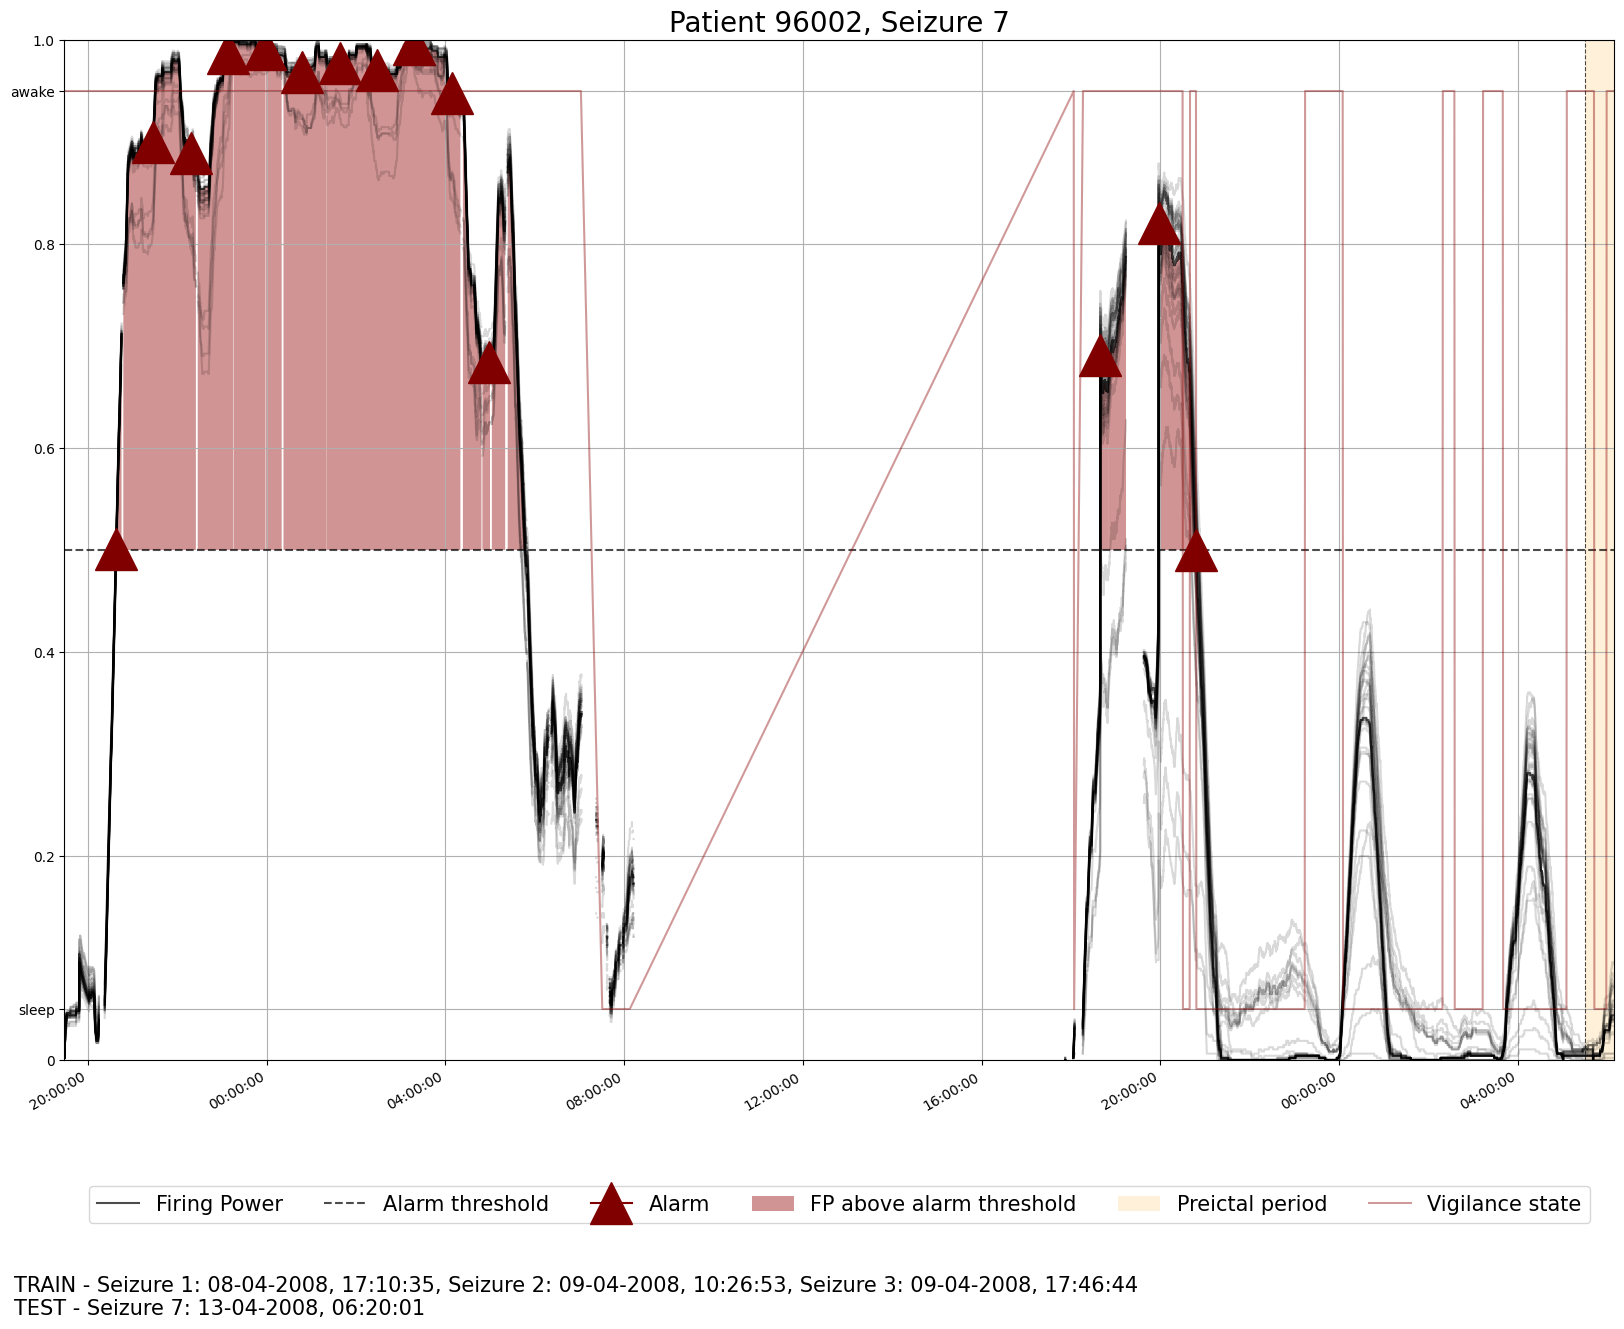 Patient 96002, Seizure 7
1.0
awake
0.8
0.6
0.4
0.2
sleep
0
20:00:00
00:00:00
04:00:00
08:00:00
12:00:00
16:00:00
20:00:00
00:00:00
04:00:00
Firing Power
Alarm threshold
Alarm
FP above alarm threshold
Preictal period
Vigilance state
TRAIN - Seizure 1: 08-04-2008, 17:10:35, Seizure 2: 09-04-2008, 10:26:53, Seizure 3: 09-04-2008, 17:46:44
TEST - Seizure 7: 13-04-2008, 06:20:01